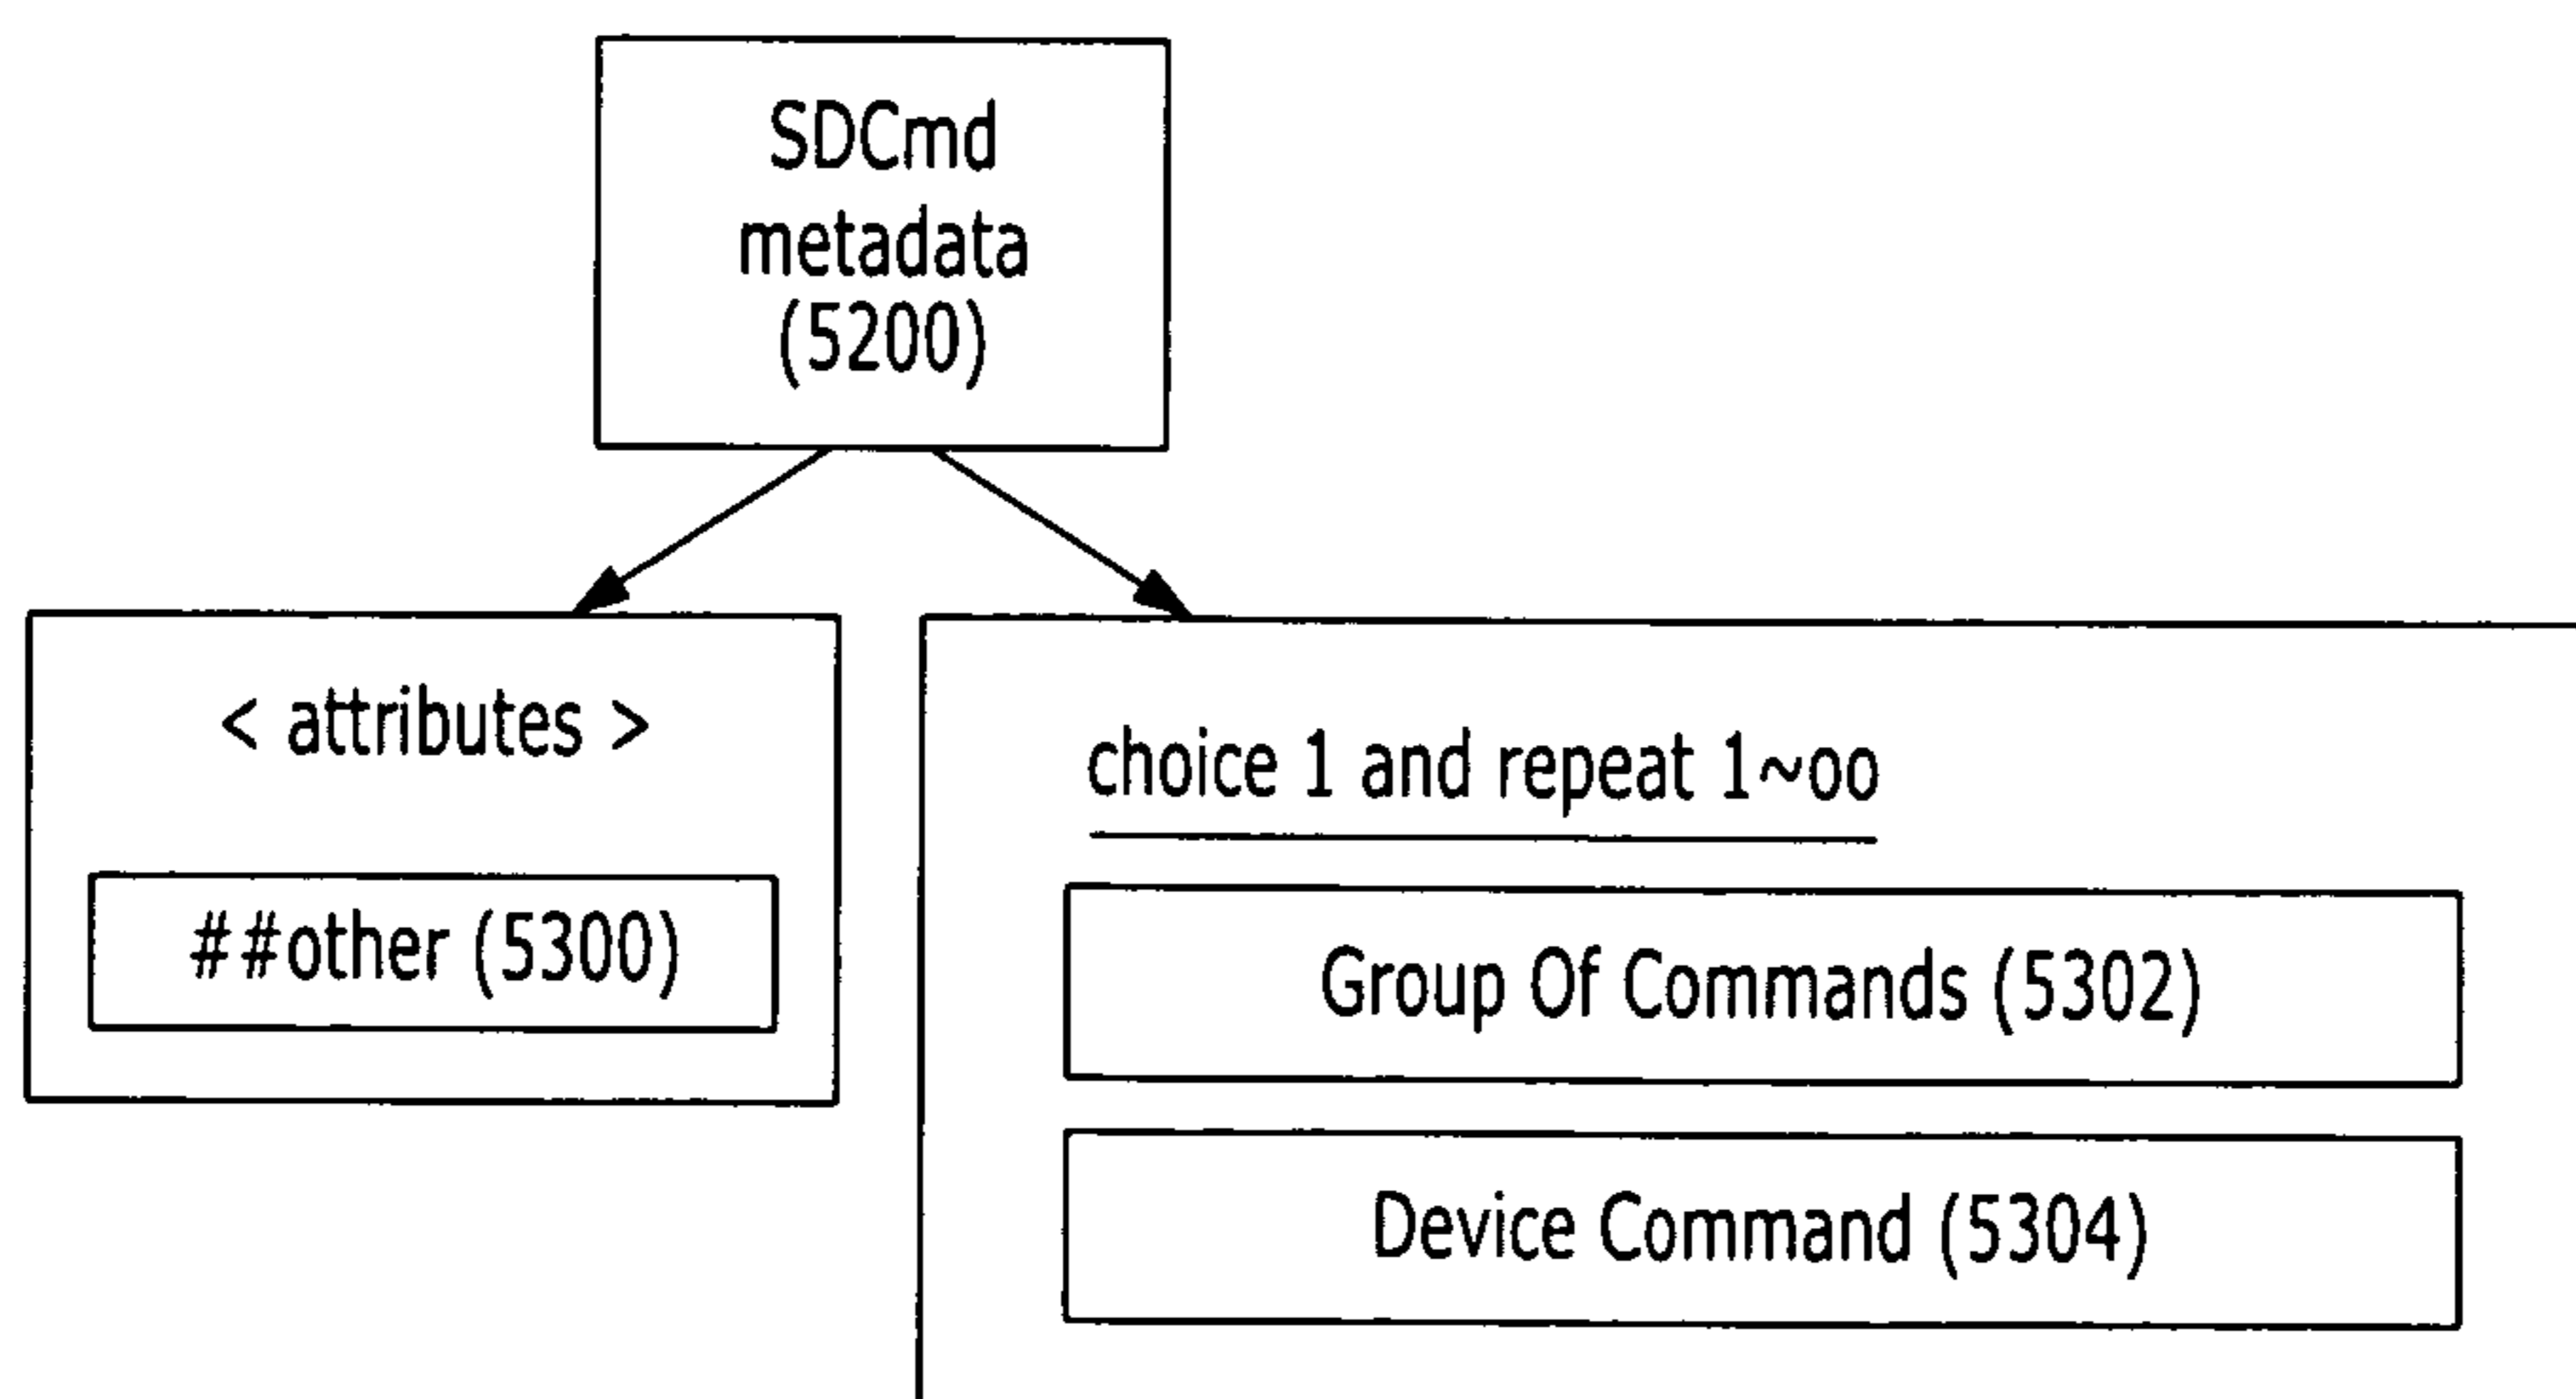 SDCmd
metadata
(5200)
< attributes >
##other (5300)
choice 1 and repeat 1~oo
Group Of Commands (5302)
Device Command (5304)